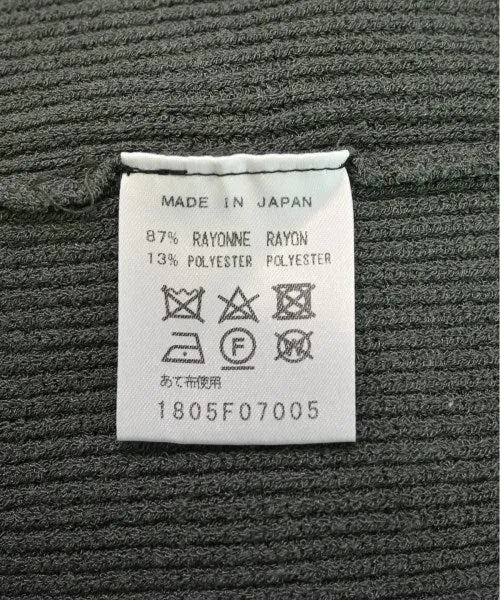 MADE IN JAPAN
87% RAYONNE RAYON
13% POLYESTER POLYESTER
F W
あて布使用
1805F07005